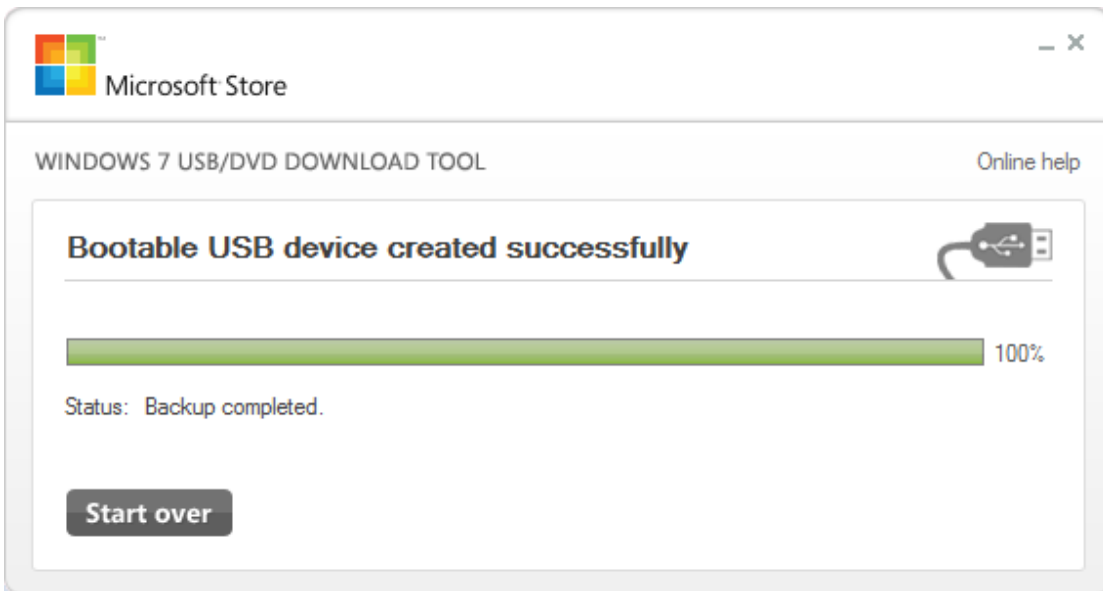 Microsoft Store
WINDOWS 7 USB/DVD DOWNLOAD TOOL
Online help
Bootable USB device created successfully
100%
Status: Backup completed.
Start over